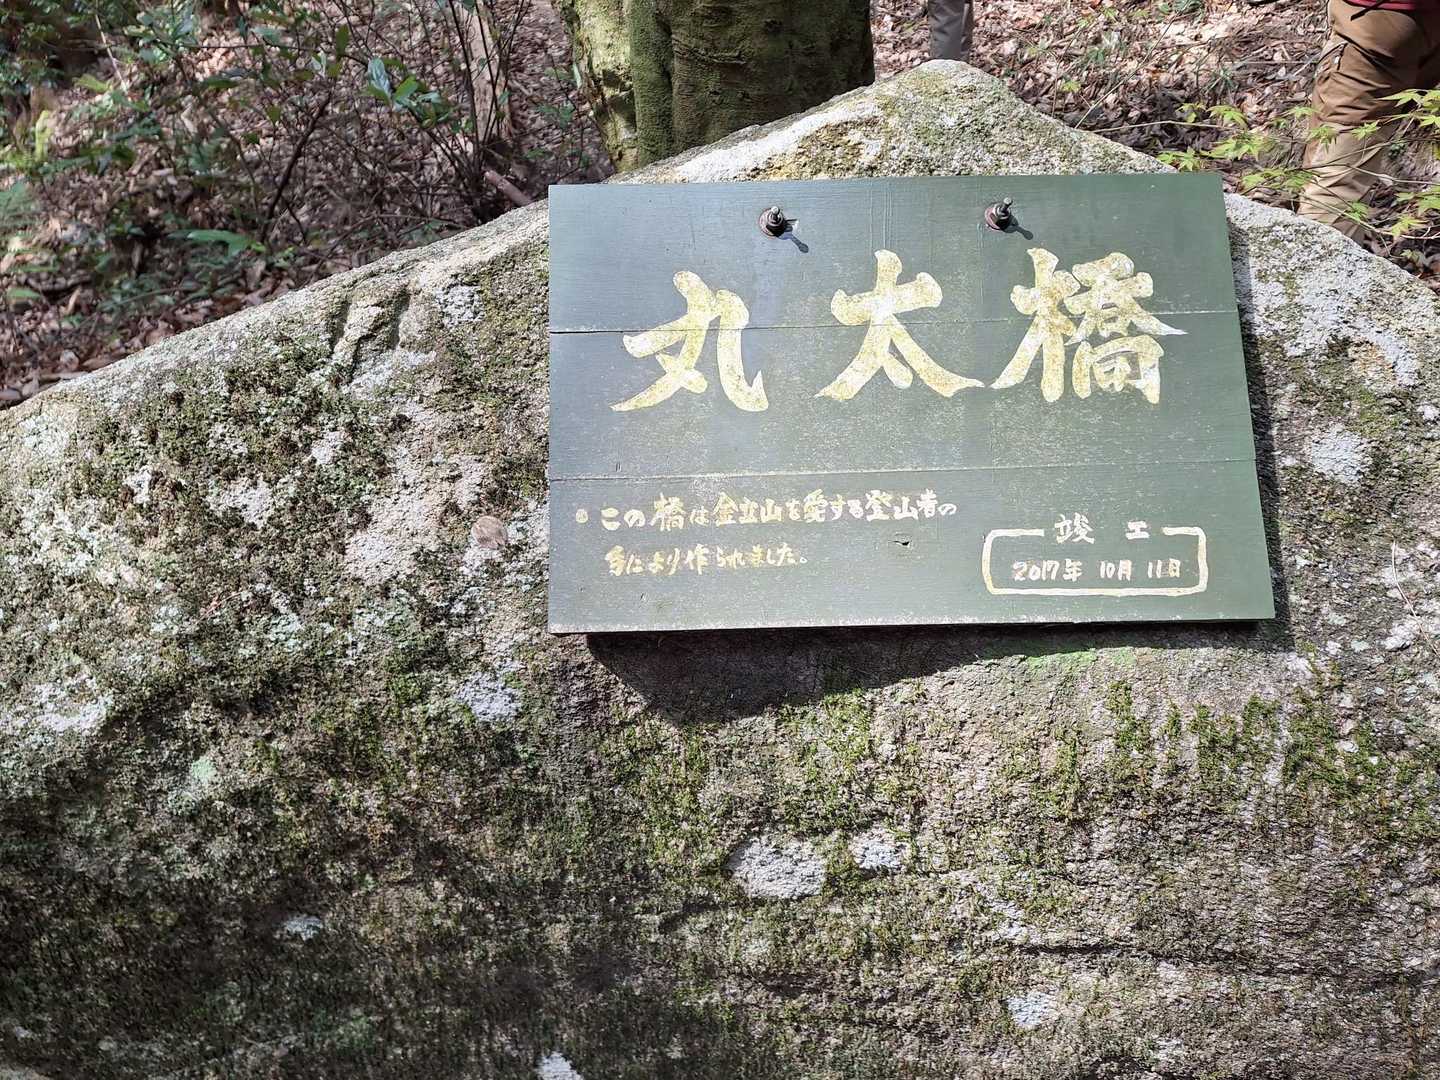 丸太橋
・この橋は金立山を愛する登山者の
手により作られました。
竣工
2017年 10月 11日